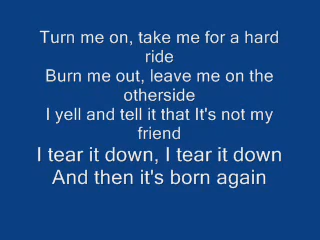 Turn me on, take me for a hard
ride
Burn me out, leave me on the
otherside
I yell and tell it that It's not my
friend
I tear it down, I tear it down
And then it's born again